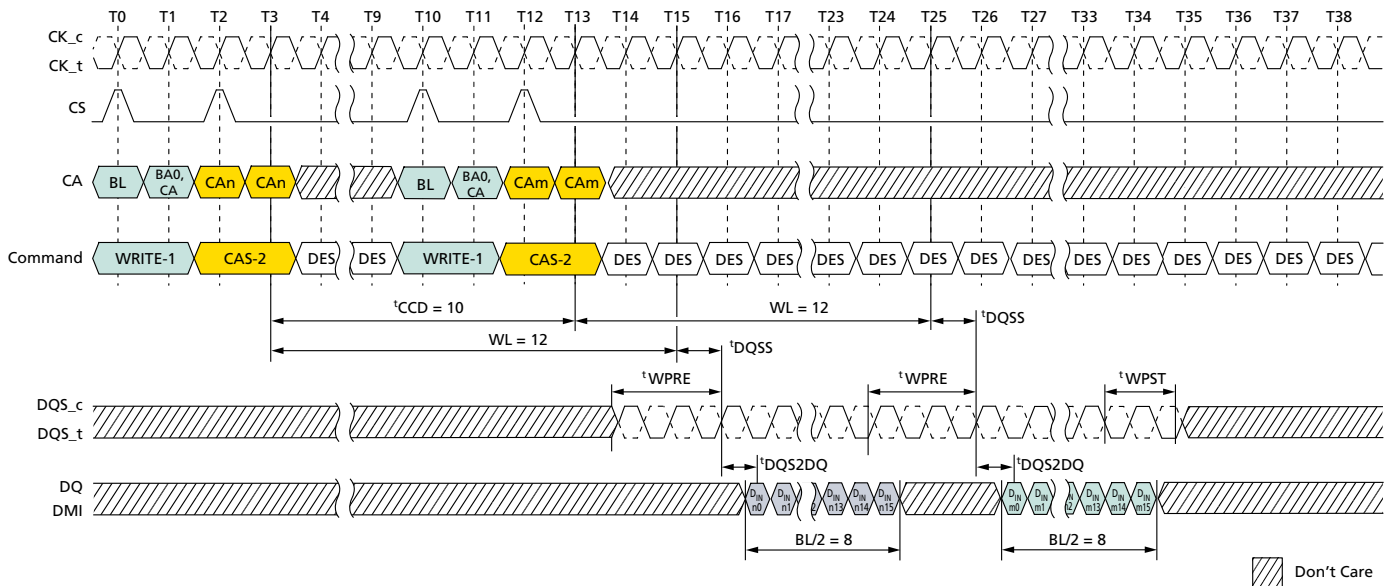 T0 T1 T2 T3 T4 T9 T10 T11 T12 T13 T14 T15 T16 T17 T23 T24 T25 T26 T27 T33 T34 T35 T36 T37 T38
CK_c
CK_t
CS
CA BL BA0, CA CAn CAn BL BA0, CA CAm CAm
Command WRITE-1 CAS-2 DES DES WRITE-1 CAS-2 DES DES DES DES DES DES DES DES DES DES DES DES DES DES DES
tCCD = 10 WL = 12
tDQSS
WL = 12
tDQSS
tWPRE tWPRE tWPST
DQS_c
DQS_t
tDQS2DQ tDQS2DQ
DQ
DMI
DIN n0 DIN n1 DIN n13 DIN n14 DIN n15 DIN m0 DIN m1 DIN m13 DIN m14 DIN m15
BL/2 = 8 BL/2 = 8
Don't Care